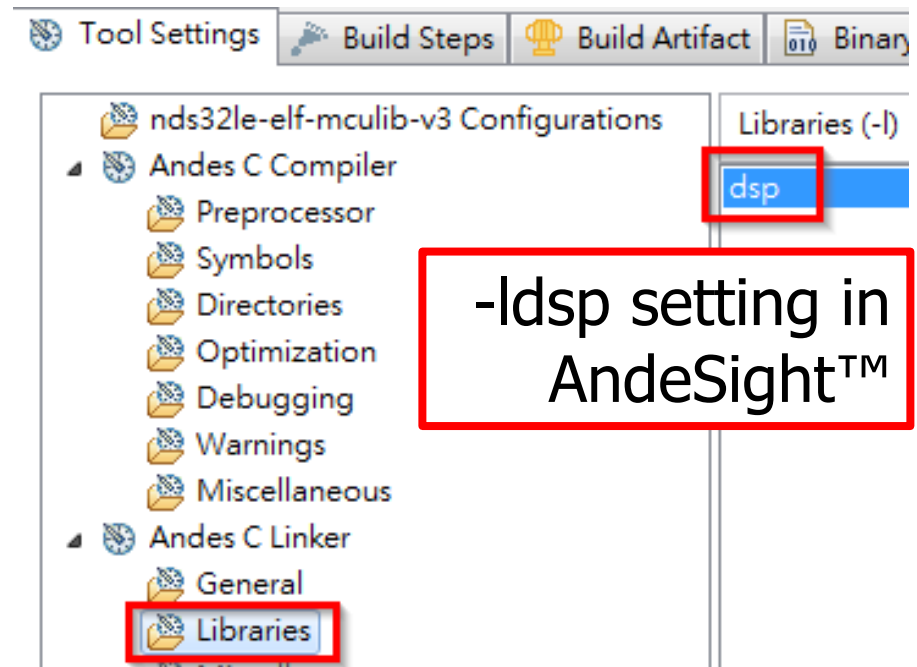 Tool Settings
Build Steps
Build Artifact
Binary
nds32le-elf-mculib-v3 Configurations
Andes C Compiler
Preprocessor
Symbols
Directories
Optimization
Debugging
Warnings
Miscellaneous
Andes C Linker
General
Libraries
Libraries (-l)
dsp
-ldsp setting in
AndeSight™